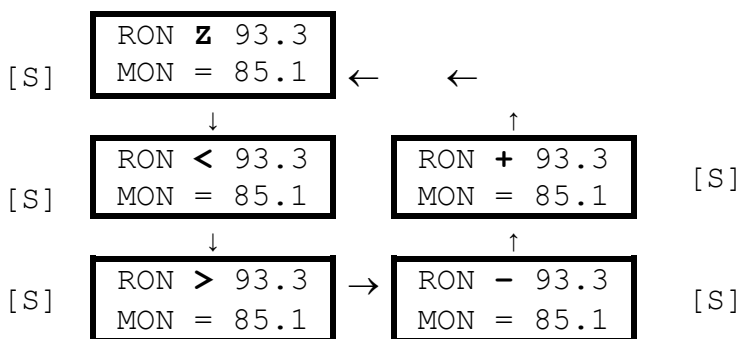 RON Z 93.3
[S] MON = 85.1 ← ←
↓ ↑
RON < 93.3 RON + 93.3
[S] MON = 85.1 MON = 85.1 [S]
↓ ↑
RON > 93.3 → RON − 93.3
[S] MON = 85.1 MON = 85.1 [S]